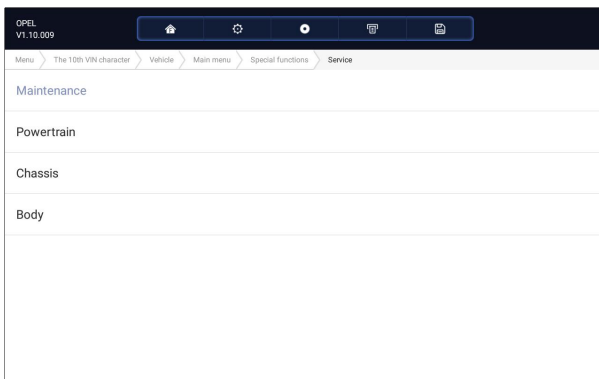 OPEL
V1.10.009
Menu The 10th VIN character Vehicle Main menu Special functions Service
Maintenance
Powertrain
Chassis
Body